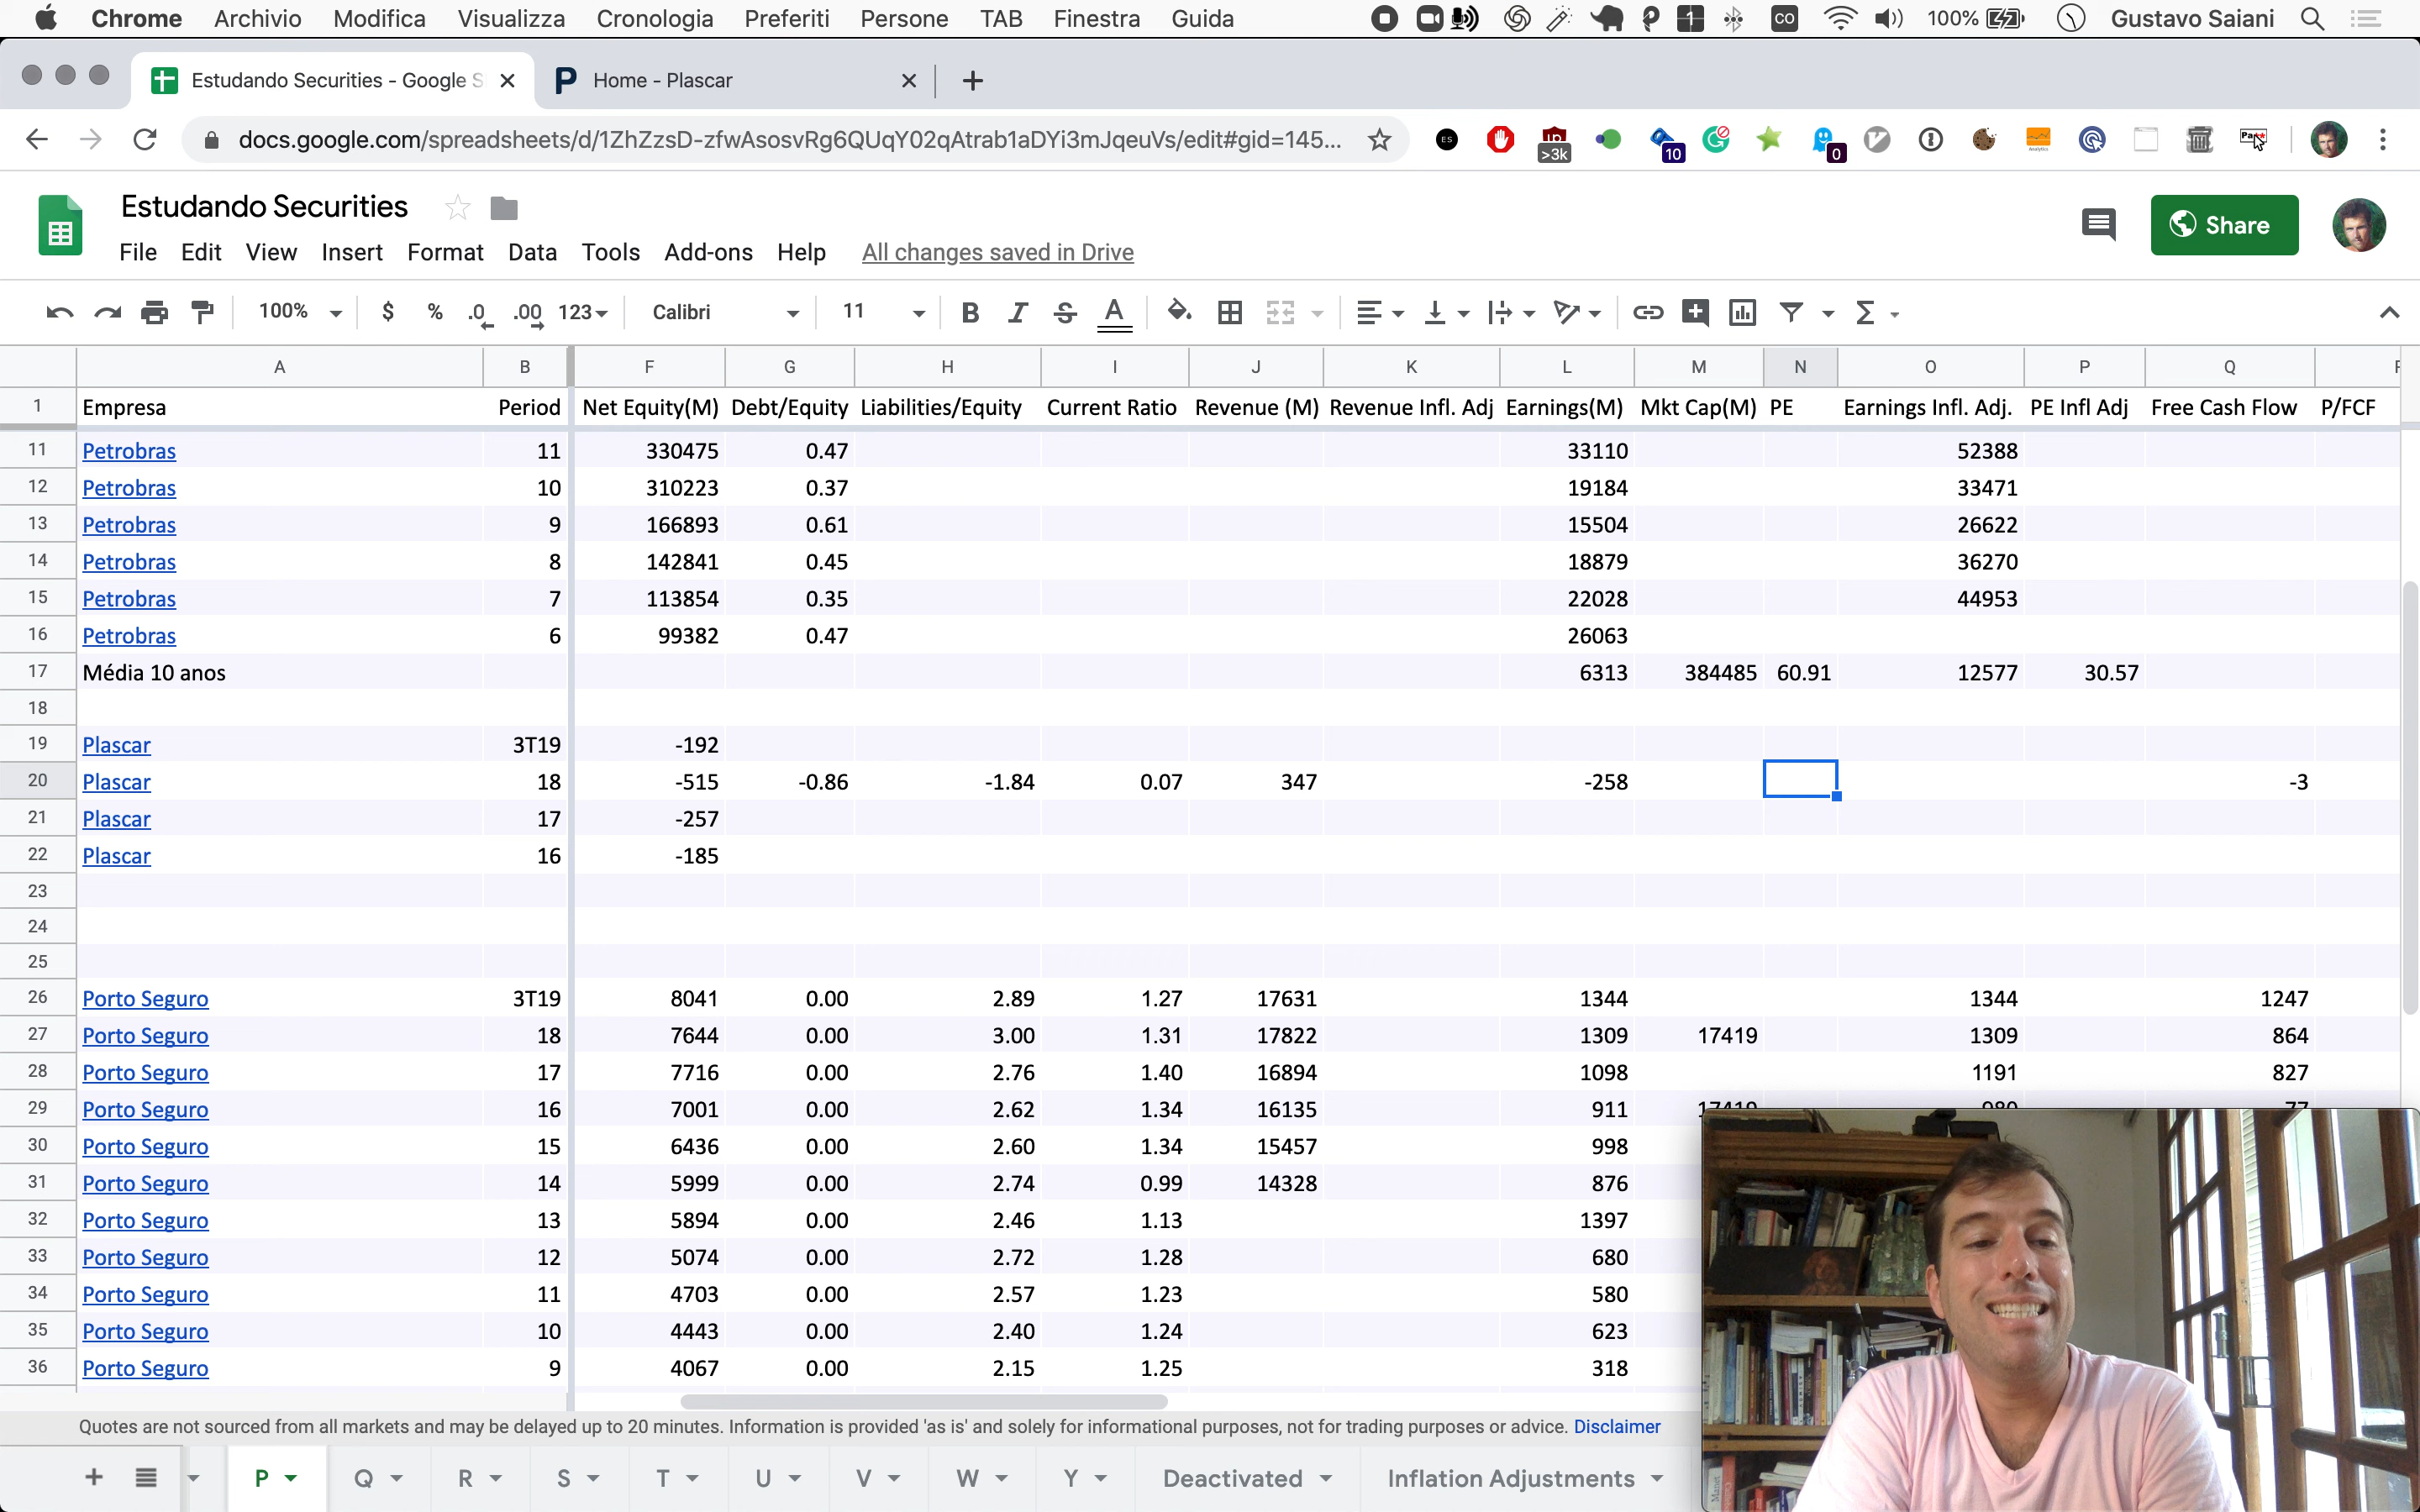 Chrome Archivio Modifica Visualizza Cronologia Preferiti Persone TAB Finestra Guida 1 CO 100% Gustavo Saiani
Estudando Securities - Google S Home - Plascar
docs.google.com/spreadsheets/d/1ZhZzsD-zfwAsosvRg6QUqY02qAtrab1aDYi3mJqeuVs/edit#gid=145... ES >3k 10 0
Estudando Securities
Share
File Edit View Insert Format Data Tools Add-ons Help All changes saved in Drive
100% $ % .0 .00 123 Calibri 11 B I S A
A B F G H I J K L M N O P Q
1 Empresa Period Net Equity(M) Debt/Equity Liabilities/Equity Current Ratio Revenue (M) Revenue Infl. Adj Earnings(M) Mkt Cap(M) PE Earnings Infl. Adj. PE Infl Adj Free Cash Flow P/FCF
11 Petrobras 11 330475 0.47 33110 52388
12 Petrobras 10 310223 0.37 19184 33471
13 Petrobras 9 166893 0.61 15504 26622
14 Petrobras 8 142841 0.45 18879 36270
15 Petrobras 7 113854 0.35 22028 44953
16 Petrobras 6 99382 0.47 26063
17 Média 10 anos 6313 384485 60.91 12577 30.57
18
19 Plascar 3T19 -192
20 Plascar 18 -515 -0.86 -1.84 0.07 347 -258 -3
21 Plascar 17 -257
22 Plascar 16 -185
23
24
25
26 Porto Seguro 3T19 8041 0.00 2.89 1.27 17631 1344 1344 1247
27 Porto Seguro 18 7644 0.00 3.00 1.31 17822 1309 17419 1309 864
28 Porto Seguro 17 7716 0.00 2.76 1.40 16894 1098 1191 827
29 Porto Seguro 16 7001 0.00 2.62 1.34 16135 911 17419 980 77
30 Porto Seguro 15 6436 0.00 2.60 1.34 15457 998
31 Porto Seguro 14 5999 0.00 2.74 0.99 14328 876
32 Porto Seguro 13 5894 0.00 2.46 1.13 1397
33 Porto Seguro 12 5074 0.00 2.72 1.28 680
34 Porto Seguro 11 4703 0.00 2.57 1.23 580
35 Porto Seguro 10 4443 0.00 2.40 1.24 623
36 Porto Seguro 9 4067 0.00 2.15 1.25 318
Quotes are not sourced from all markets and may be delayed up to 20 minutes. Information is provided 'as is' and solely for informational purposes, not for trading purposes or advice. Disclaimer
P Q R S T U V W Y Deactivated Inflation Adjustments